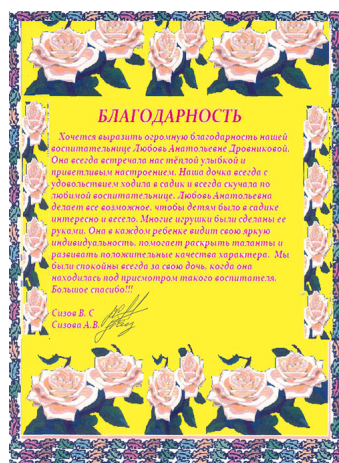 БЛАГОДАРНОСТЬ
Хочется выразить огромную благодарность нашей
воспитательнице Любовь Анатольевне Дровниковой.
Она всегда встречала нас тёплой улыбкой и
приветливым настроением. Наша дочка всегда с
удовольствием ходила в садик и всегда скучала по
любимой воспитательнице. Любовь Анатольевна
делает все возможное, чтобы детям было в садике
интересно и весело. Многие игрушки были сделаны ее
руками. Она в каждом ребенке видит свою яркую
индивидуальность, помогает раскрыть таланты и
развивать положительные качества характера. Мы
были спокойны всегда за свою дочь, когда она
находилась под присмотром такого воспитателя.
Большое спасибо!!!
Сизов В. С
Сизова А.В.